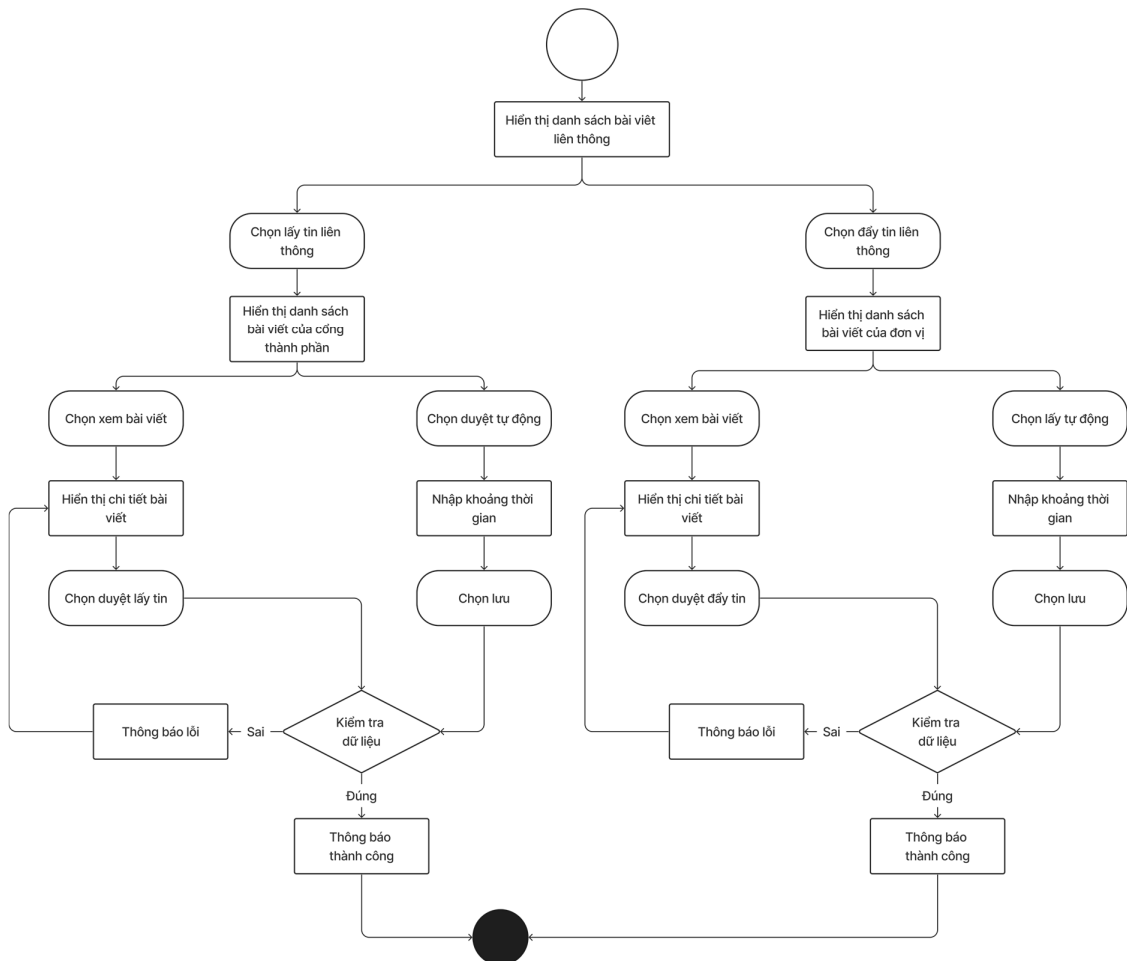 Hiển thị danh sách bài viêt
liên thông
Chọn lấy tin liên
thông
Chọn đẩy tin liên
thông
Hiển thị danh sách
bài viết của cổng
thành phần
Hiển thị danh sách
bài viết của đơn vị
Chọn xem bài viết
Chọn duyệt tự động
Chọn xem bài viết
Chọn lấy tự động
Hiển thị chi tiết bài
viết
Nhập khoảng thời
gian
Hiển thị chi tiết bài
viết
Nhập khoảng thời
gian
Chọn duyệt lấy tin
Chọn lưu
Chọn duyệt đẩy tin
Chọn lưu
Thông báo lỗi
Sai
Kiểm tra
dữ liệu
Thông báo lỗi
Sai
Kiểm tra
dữ liệu
Đúng
Đúng
Thông báo
thành công
Thông báo
thành công